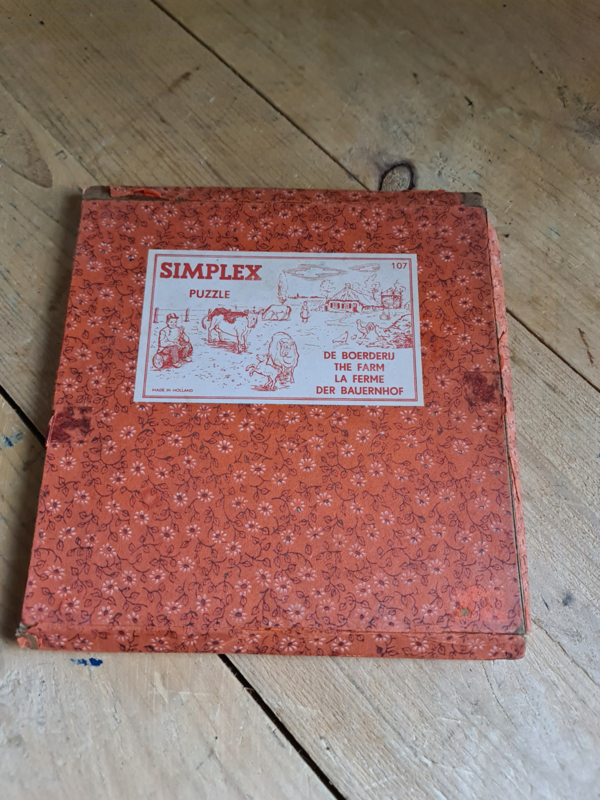 SIMPLEX
107
PUZZLE
DE BOERDERIJ
THE FARM
LA FERME
DER BAUERNHOF
MADE IN HOLLAND